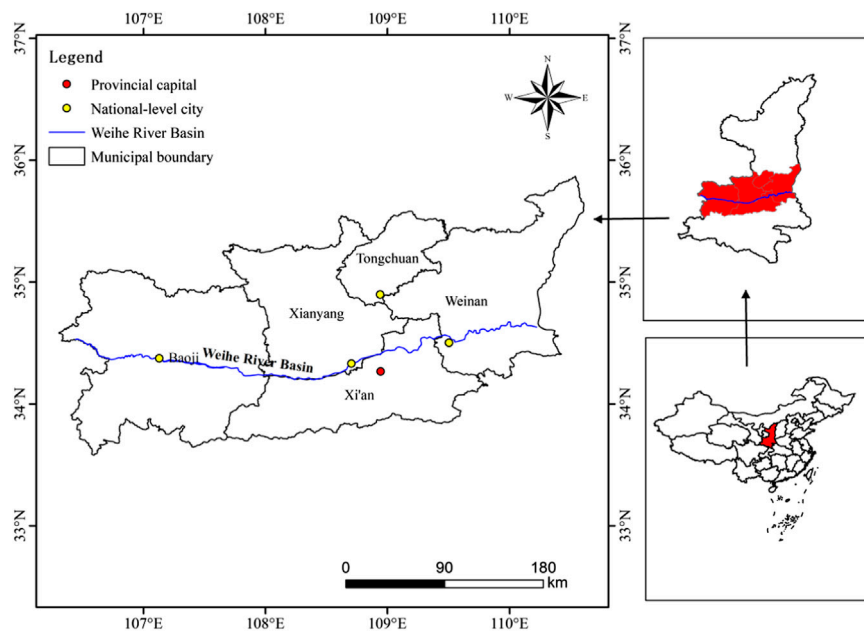 107°E 108°E 109°E 110°E
37°N
36°N
35°N
34°N
33°N
Legend
Provincial capital
National-level city
Weihe River Basin
Municipal boundary
N
W E
S
Tongchuan
Weinan
Xianyang
Baoji
Weihe River Basin
Xi'an
0 90 180
km
107°E 108°E 109°E 110°E
37°N
36°N
35°N
34°N
33°N